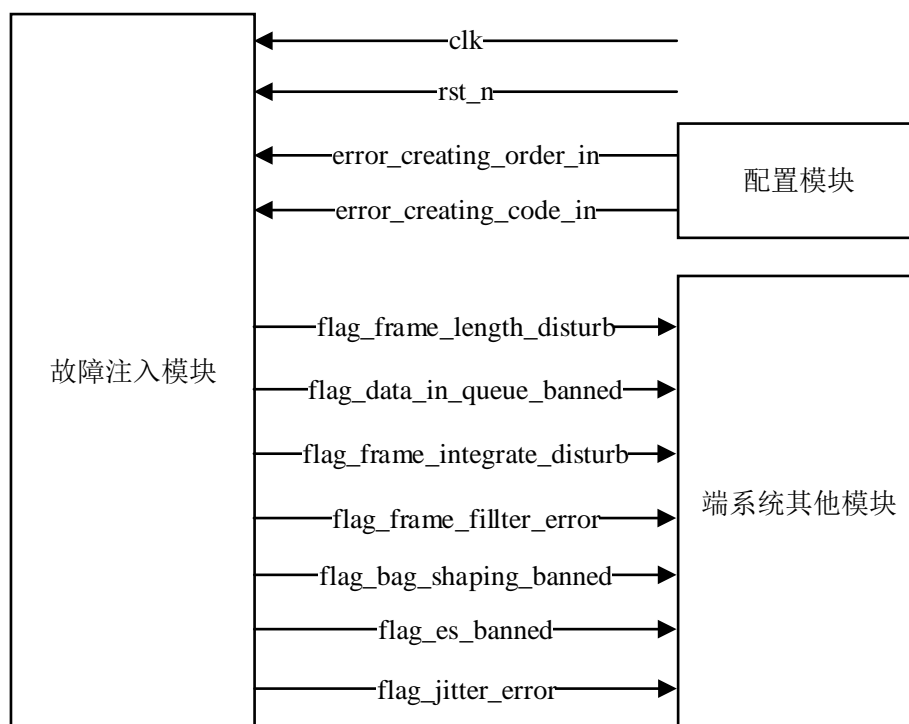 clk
rst_n
error_creating_order_in
配置模块
error_creating_code_in
flag_frame_length_disturb
故障注入模块
flag_data_in_queue_banned
flag_frame_integrate_disturb
端系统其他模块
flag_frame_fillter_error
flag_bag_shaping_banned
flag_es_banned
flag_jitter_error